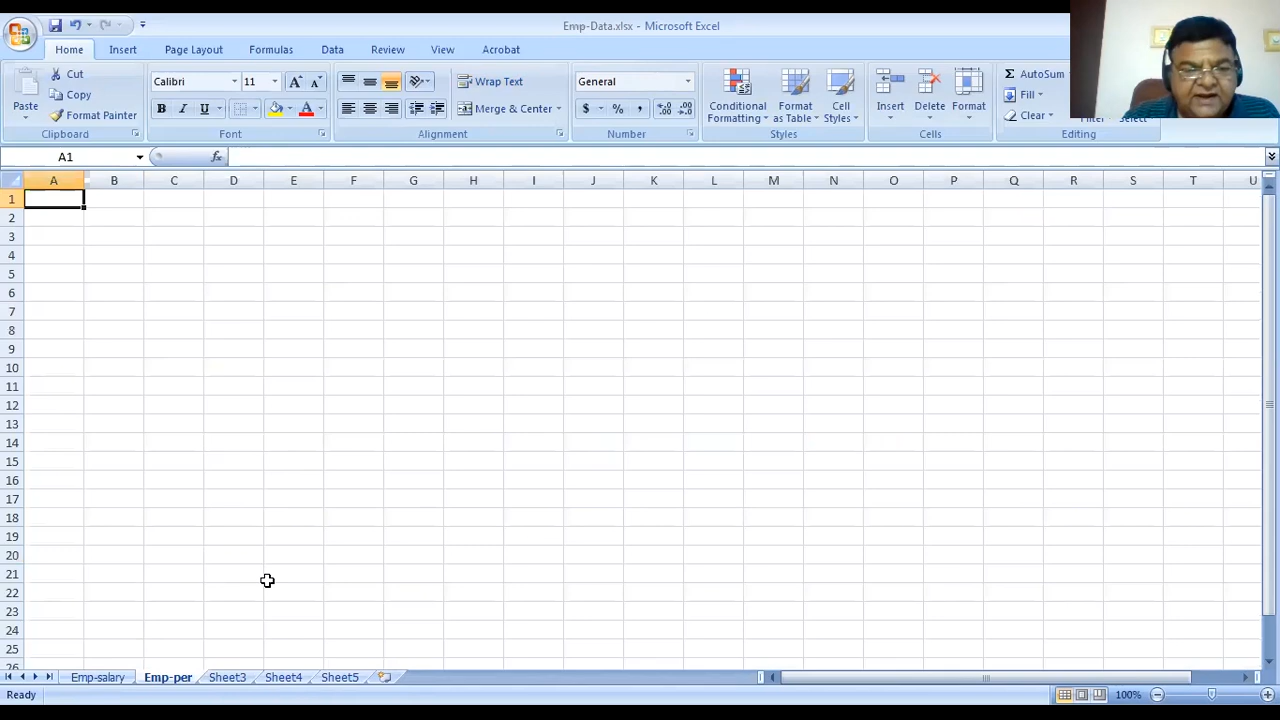 Emp-Data.xlsx - Microsoft Excel
Home Insert Page Layout Formulas Data Review View Acrobat
Paste Cut Copy Format Painter
Calibri 11
B I U A
Wrap Text
Merge & Center
General
$ % ,
Conditional Formatting Format as Table Cell Styles
Insert Delete Format
Σ AutoSum
Fill
Clear
Clipboard Font Alignment Number Styles Cells Editing
A1 fx
A B C D E F G H I J K L M N O P Q R S T U
1
2
3
4
5
6
7
8
9
10
11
12
13
14
15
16
17
18
19
20
21
22
23
24
25
26
Emp-salary Emp-per Sheet3 Sheet4 Sheet5
Ready 100%